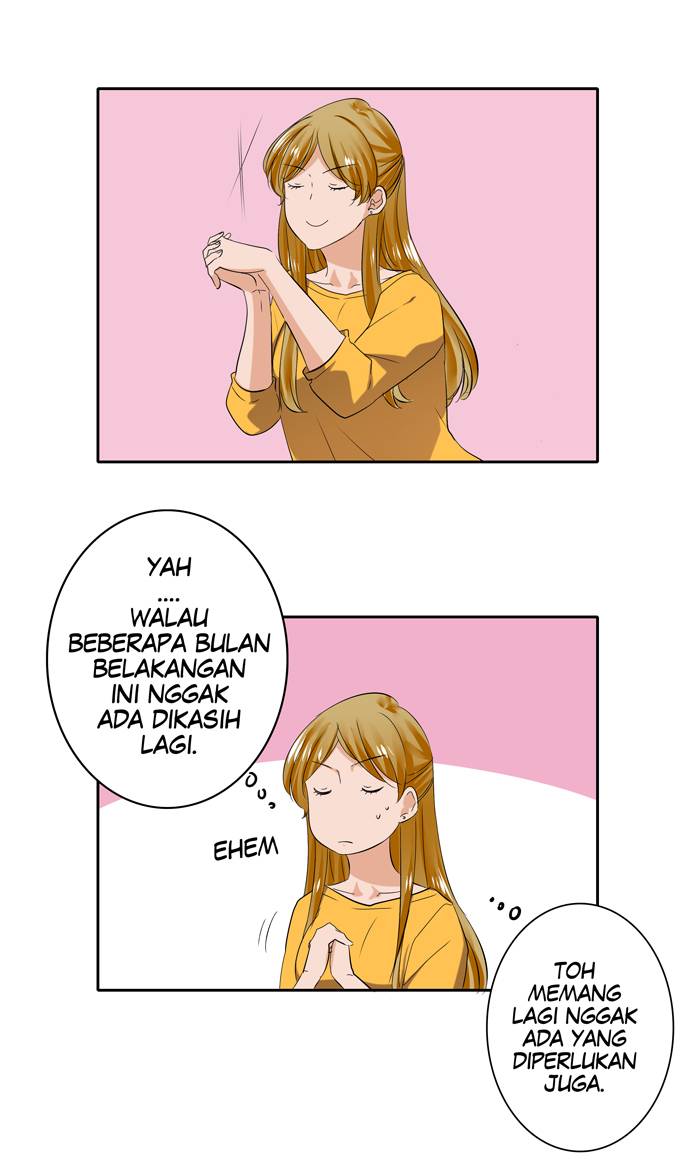 YAH
....
WALAU
BEBERAPA BULAN
BELAKANGAN
INI NGGAK
ADA DIKASIH
LAGI.
EHEM
TOH
MEMANG
LAGI NGGAK
ADA YANG
DIPERLUKAN
JUGA.